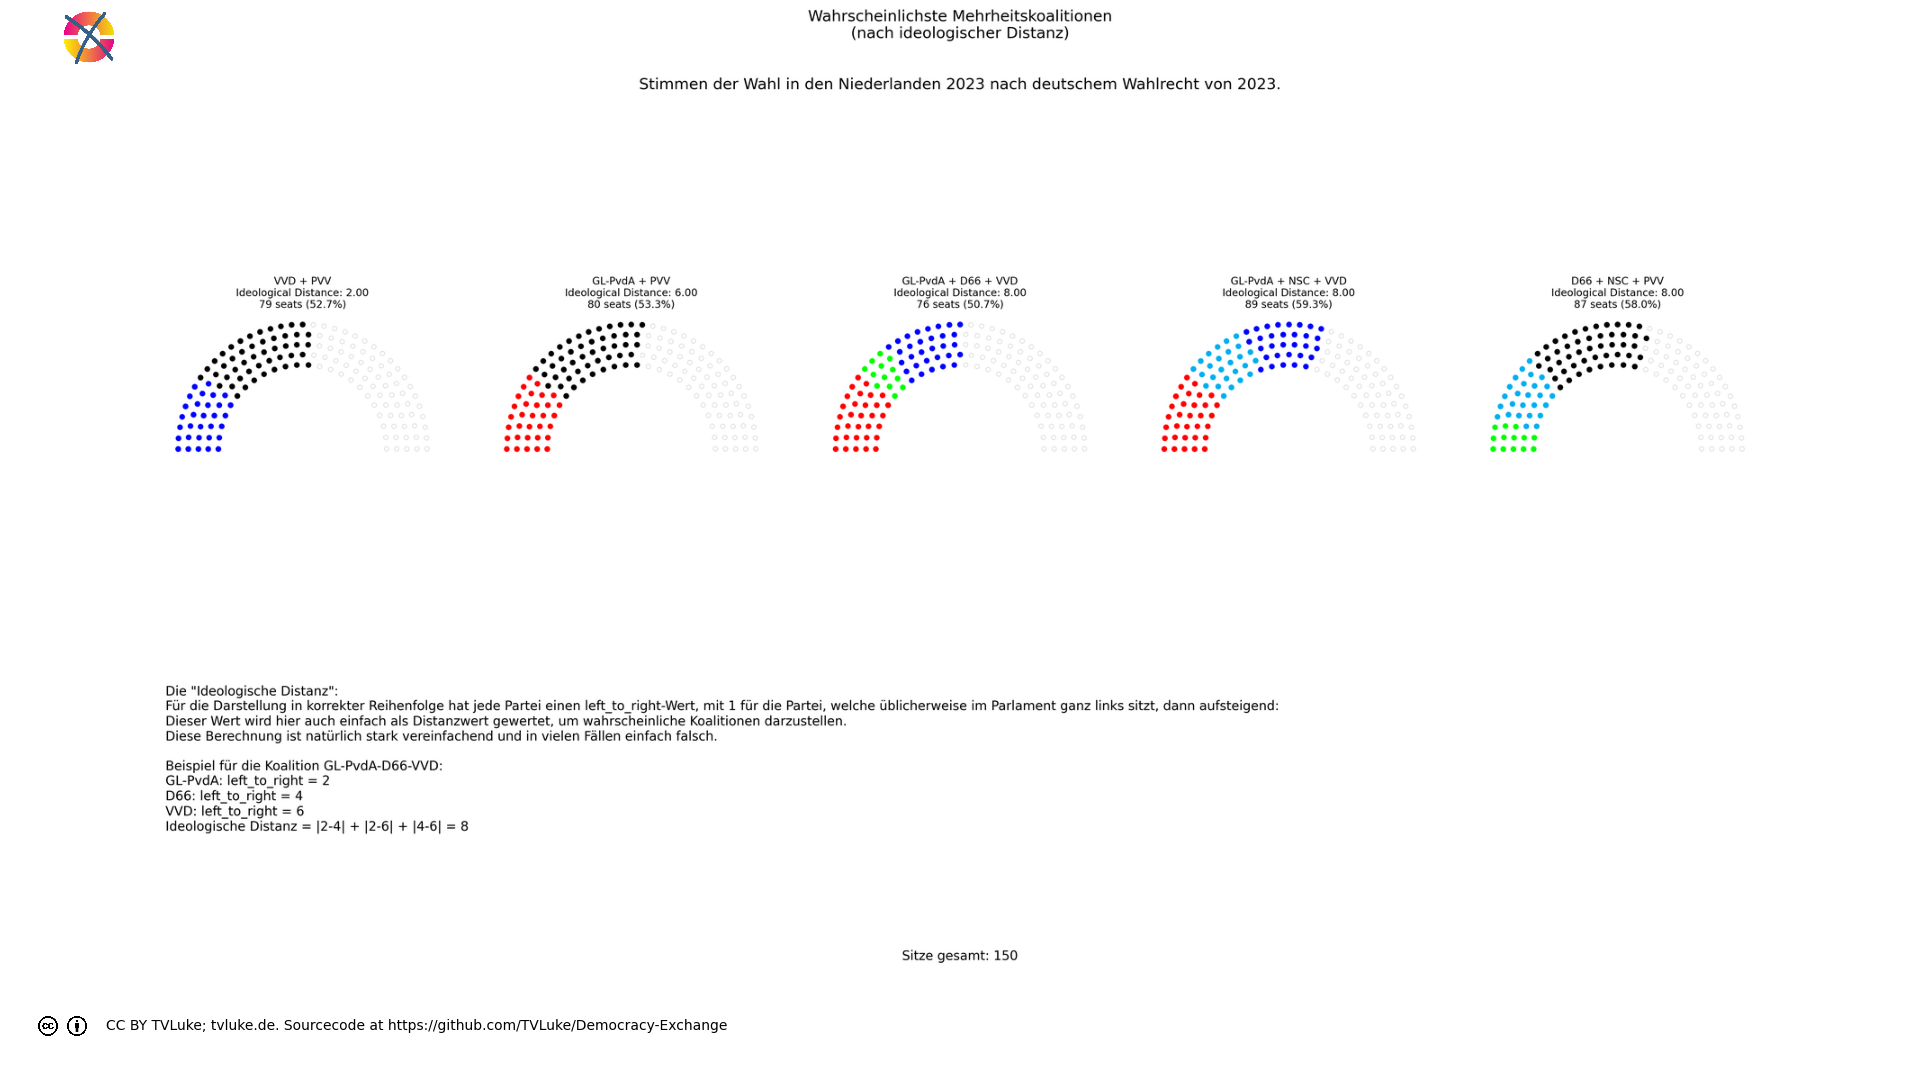 Wahrscheinlichste Mehrheitskoalitionen
(nach ideologischer Distanz)
Stimmen der Wahl in den Niederlanden 2023 nach deutschem Wahlrecht von 2023.
VVD + PVV
Ideological Distance: 2.00
79 seats (52.7%)
GL-PvdA + PVV
Ideological Distance: 6.00
80 seats (53.3%)
GL-PvdA + D66 + VVD
Ideological Distance: 8.00
76 seats (50.7%)
GL-PvdA + NSC + VVD
Ideological Distance: 8.00
89 seats (59.3%)
D66 + NSC + PVV
Ideological Distance: 8.00
87 seats (58.0%)
Die "Ideologische Distanz":
Für die Darstellung in korrekter Reihenfolge hat jede Partei einen left_to_right-Wert, mit 1 für die Partei, welche üblicherweise im Parlament ganz links sitzt, dann aufsteigend:
Dieser Wert wird hier auch einfach als Distanzwert gewertet, um wahrscheinliche Koalitionen darzustellen.
Diese Berechnung ist natürlich stark vereinfachend und in vielen Fällen einfach falsch.
Beispiel für die Koalition GL-PvdA-D66-VVD:
GL-PvdA: left_to_right = 2
D66: left_to_right = 4
VVD: left_to_right = 6
Ideologische Distanz = |2-4| + |2-6| + |4-6| = 8
Sitze gesamt: 150
cc
CC BY TVLuke; tvluke.de. Sourcecode at https://github.com/TVLuke/Democracy-Exchange